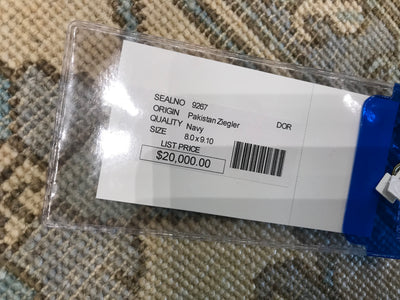 SEALNO 9267
ORIGIN Pakistan Ziegler DOR
QUALITY Navy
SIZE 8.0 x 9.10
LIST PRICE
$20,000.00